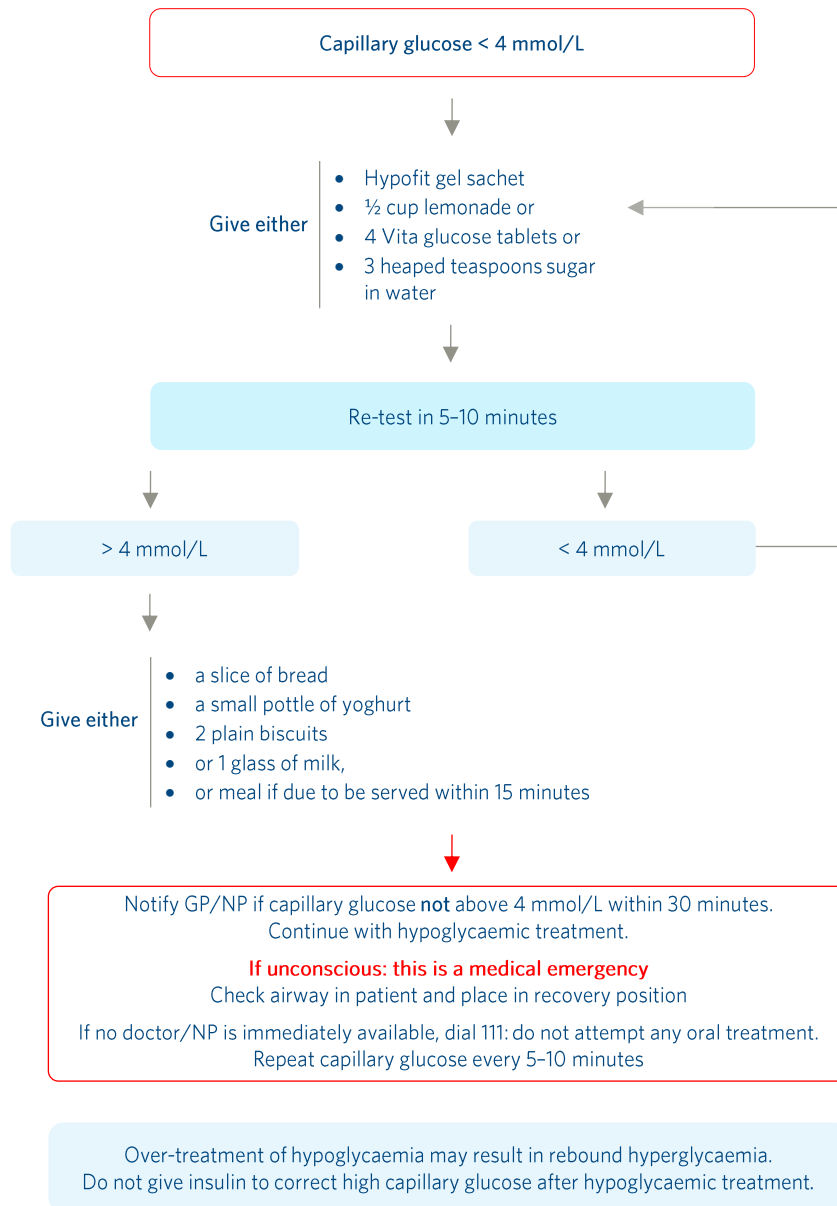 Capillary glucose < 4 mmol/L
Give either
• Hypofit gel sachet
• ½ cup lemonade or
• 4 Vita glucose tablets or
• 3 heaped teaspoons sugar
in water
Re-test in 5–10 minutes
> 4 mmol/L
< 4 mmol/L
Give either
• a slice of bread
• a small pottle of yoghurt
• 2 plain biscuits
• or 1 glass of milk,
• or meal if due to be served within 15 minutes
Notify GP/NP if capillary glucose not above 4 mmol/L within 30 minutes.
Continue with hypoglycaemic treatment.
If unconscious: this is a medical emergency
Check airway in patient and place in recovery position
If no doctor/NP is immediately available, dial 111: do not attempt any oral treatment.
Repeat capillary glucose every 5–10 minutes
Over-treatment of hypoglycaemia may result in rebound hyperglycaemia.
Do not give insulin to correct high capillary glucose after hypoglycaemic treatment.